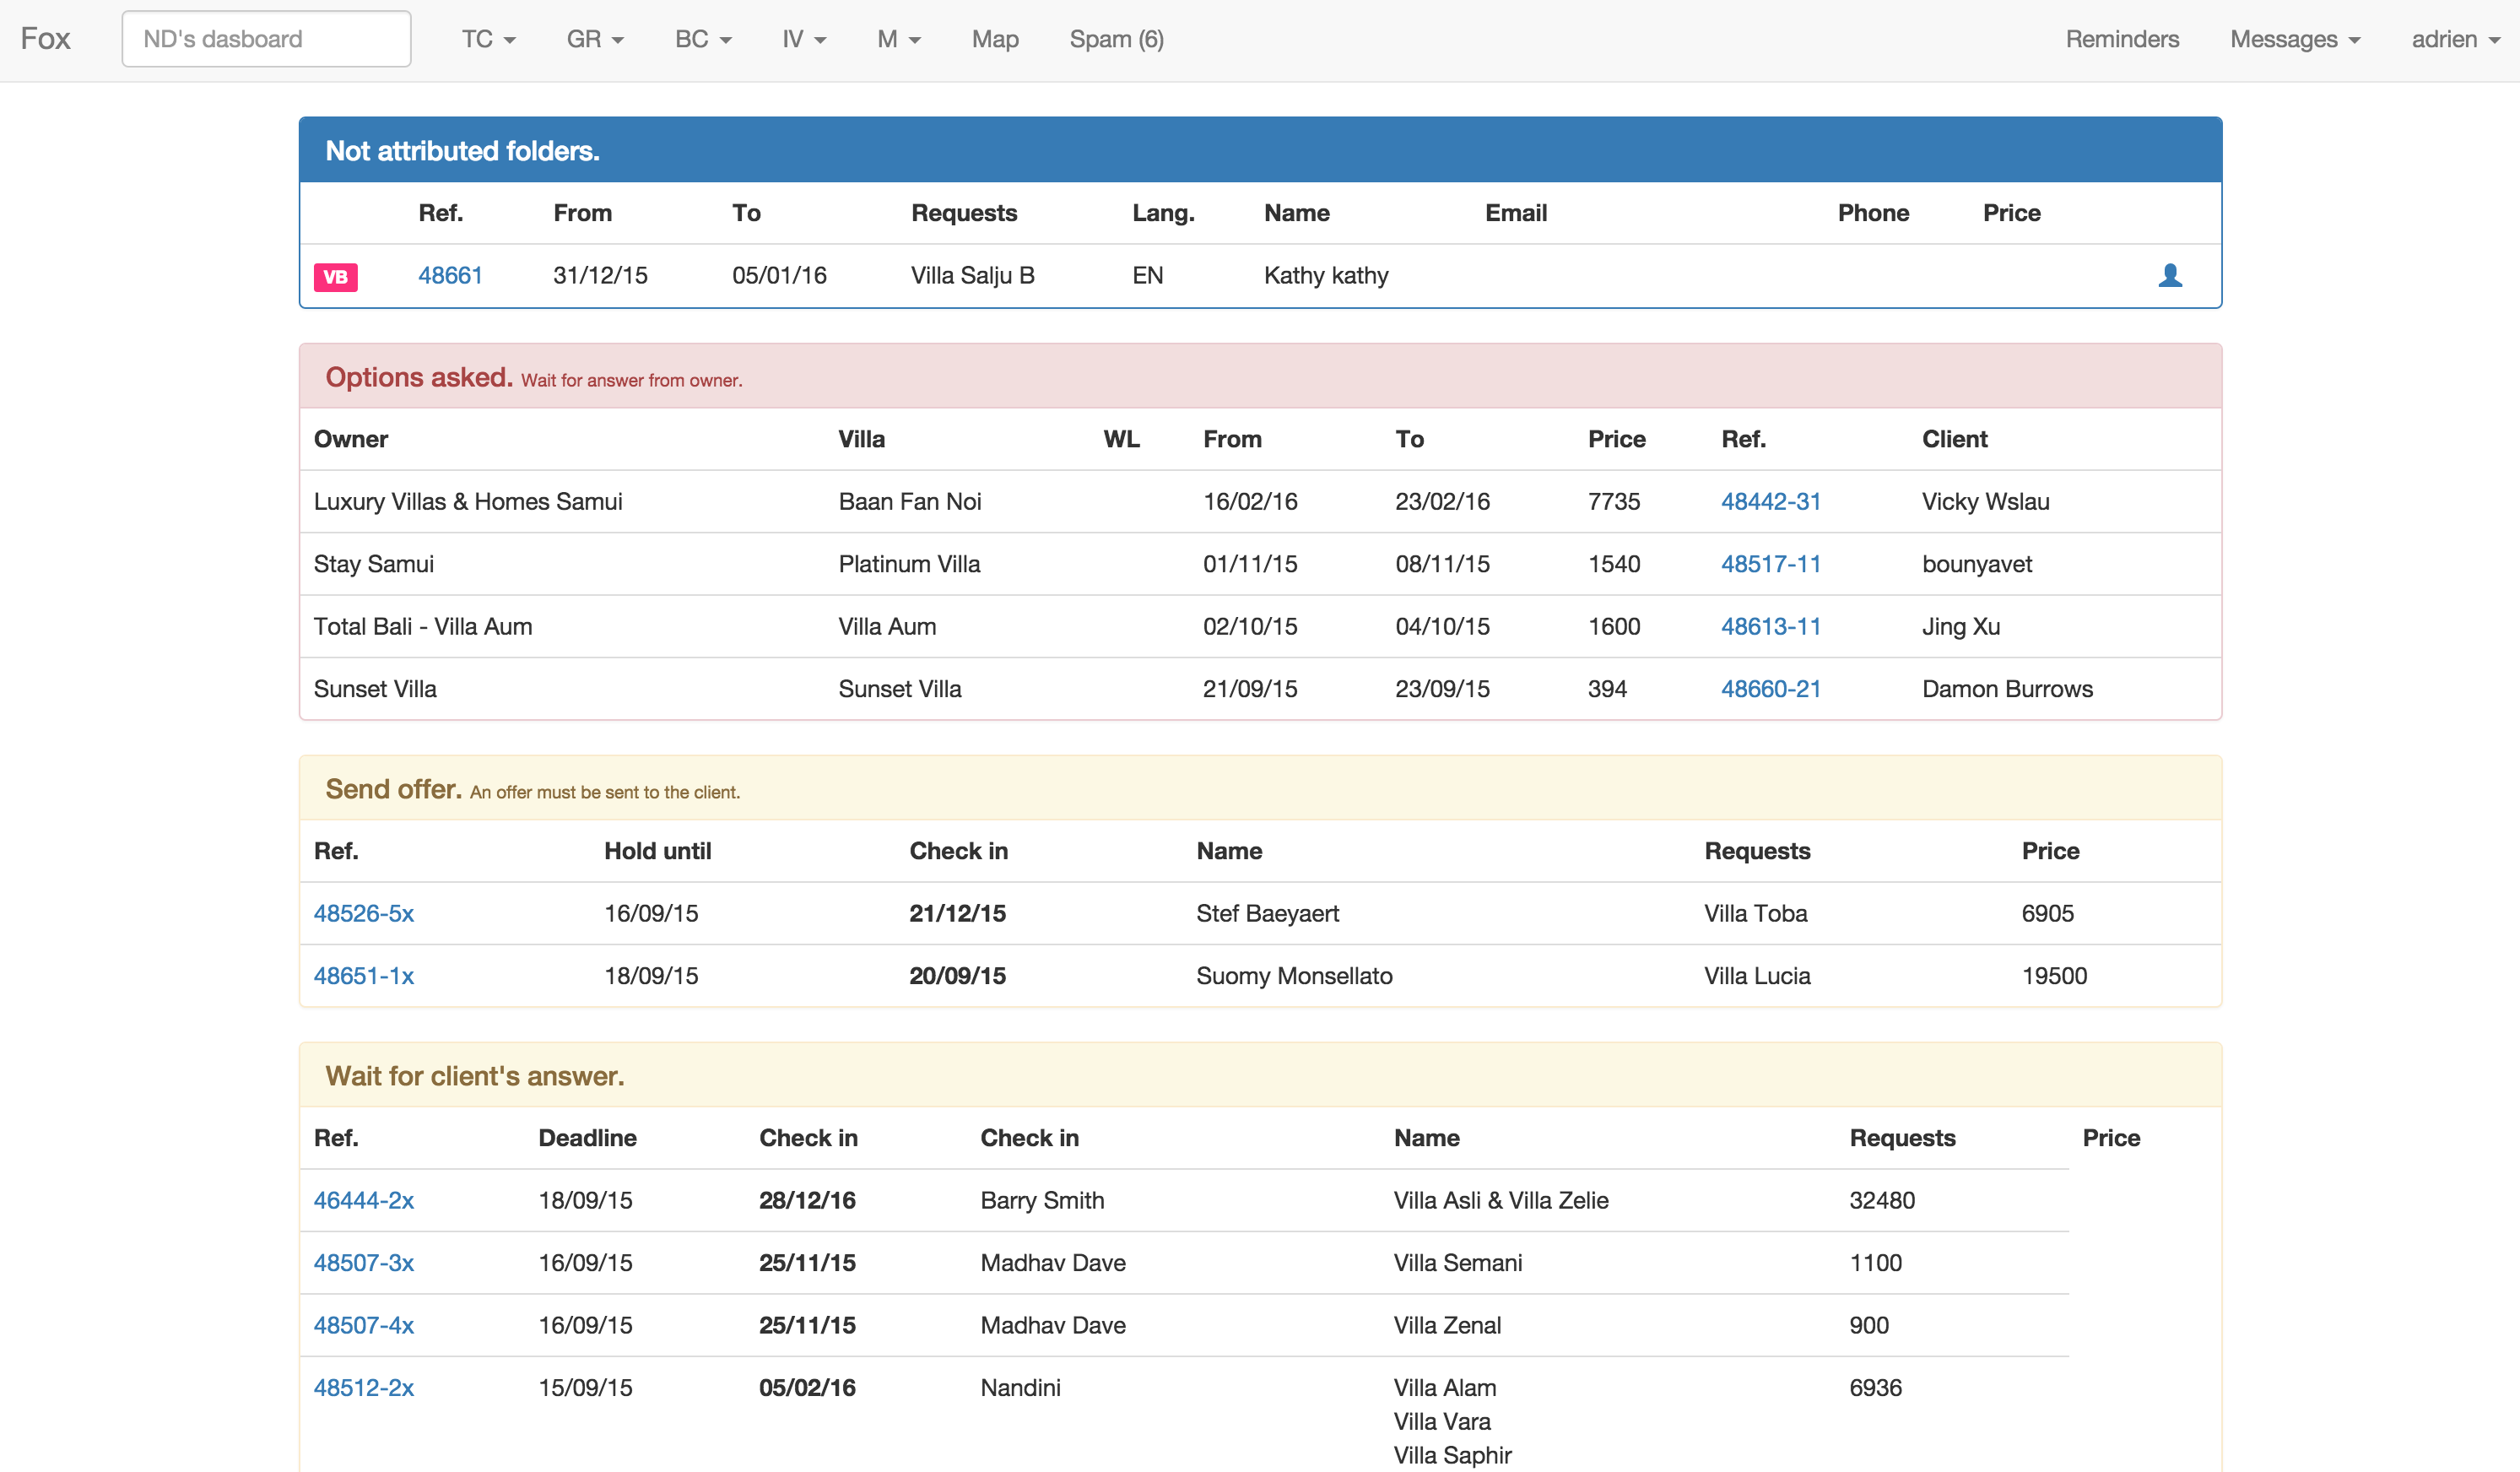 Fox ND's dasboard TC GR BC IV M Map Spam (6) Reminders Messages adrien
Not attributed folders.
Ref. From To Requests Lang. Name Email Phone Price
VB 48661 31/12/15 05/01/16 Villa Salju B EN Kathy kathy
Options asked. Wait for answer from owner.
Owner Villa WL From To Price Ref. Client
Luxury Villas & Homes Samui Baan Fan Noi 16/02/16 23/02/16 7735 48442-31 Vicky Wslau
Stay Samui Platinum Villa 01/11/15 08/11/15 1540 48517-11 bounyavet
Total Bali - Villa Aum Villa Aum 02/10/15 04/10/15 1600 48613-11 Jing Xu
Sunset Villa Sunset Villa 21/09/15 23/09/15 394 48660-21 Damon Burrows
Send offer. An offer must be sent to the client.
Ref. Hold until Check in Name Requests Price
48526-5x 16/09/15 21/12/15 Stef Baeyaert Villa Toba 6905
48651-1x 18/09/15 20/09/15 Suomy Monsellato Villa Lucia 19500
Wait for client's answer.
Ref. Deadline Check in Check in Name Requests Price
46444-2x 18/09/15 28/12/16 Barry Smith Villa Asli & Villa Zelie 32480
48507-3x 16/09/15 25/11/15 Madhav Dave Villa Semani 1100
48507-4x 16/09/15 25/11/15 Madhav Dave Villa Zenal 900
48512-2x 15/09/15 05/02/16 Nandini Villa Alam 6936
Villa Vara
Villa Saphir